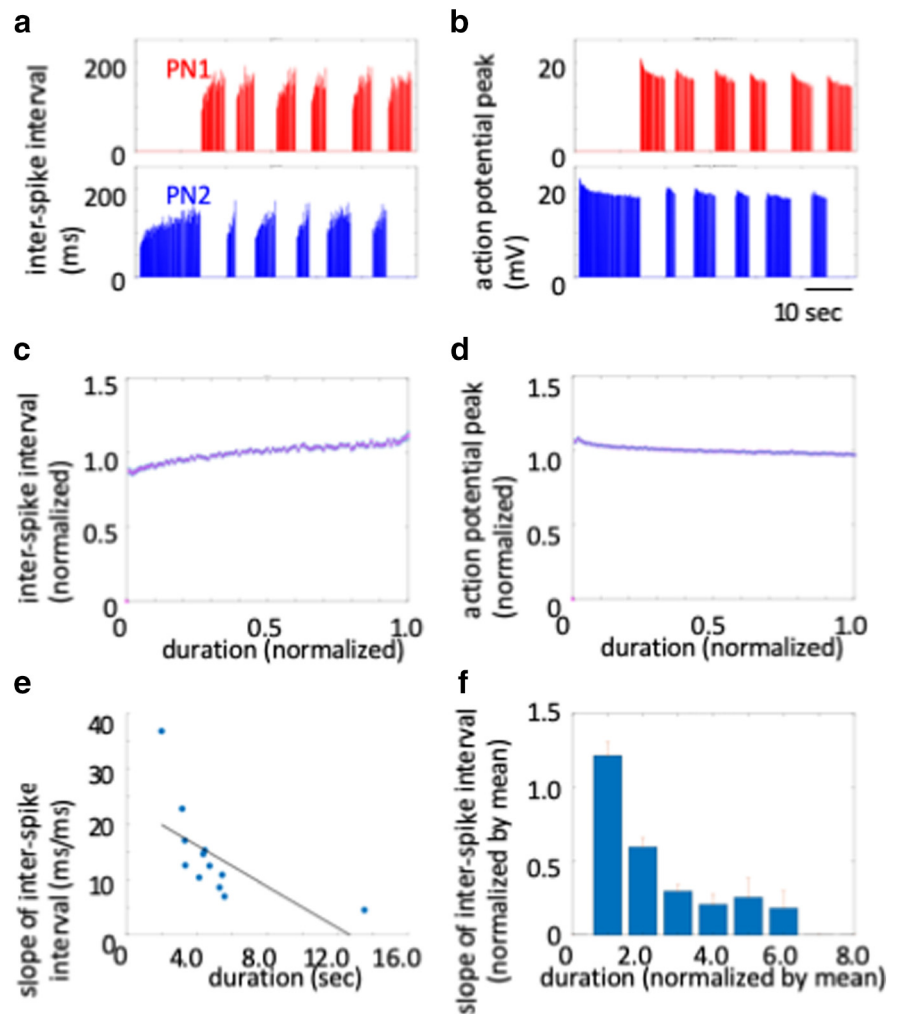 a
inter-spike interval
(ms)
200
PN1
0
200
PN2
0
b
action potential peak
(mV)
20
0
20
0
10 sec
c
inter-spike interval
(normalized)
1.5
1.0
0.5
0
0 0.5 1.0
duration (normalized)
d
action potential peak
(normalized)
1.5
1.0
0.5
0
0 0.5 1.0
duration (normalized)
e
slope of inter-spike
interval (ms/ms)
40
30
20
10
0
0 4.0 8.0 12.0 16.0
duration (sec)
f
slope of inter-spike interval
(normalized by mean)
1.5
1.0
0.5
0
0 2.0 4.0 6.0 8.0
duration (normalized by mean)